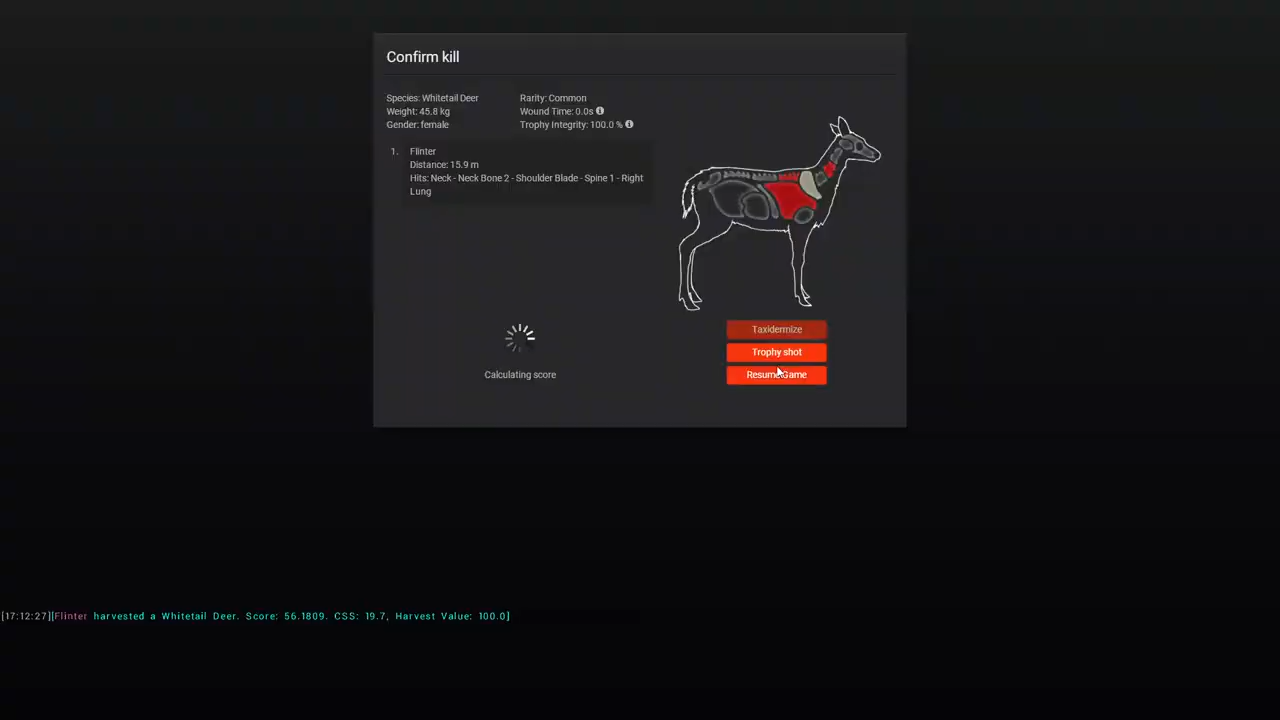 Confirm kill
Species: Whitetail Deer
Weight: 45.8 kg
Gender: female
Rarity: Common
Wound Time: 0.0s
Trophy Integrity: 100.0 %
1. Flinter
Distance: 15.9 m
Hits: Neck - Neck Bone 2 - Shoulder Blade - Spine 1 - Right
Lung
Calculating score
Taxidermize
Trophy shot
Resume Game
[17:12:27][Flinter harvested a Whitetail Deer. Score: 56.1809. CSS: 19.7, Harvest Value: 100.0]